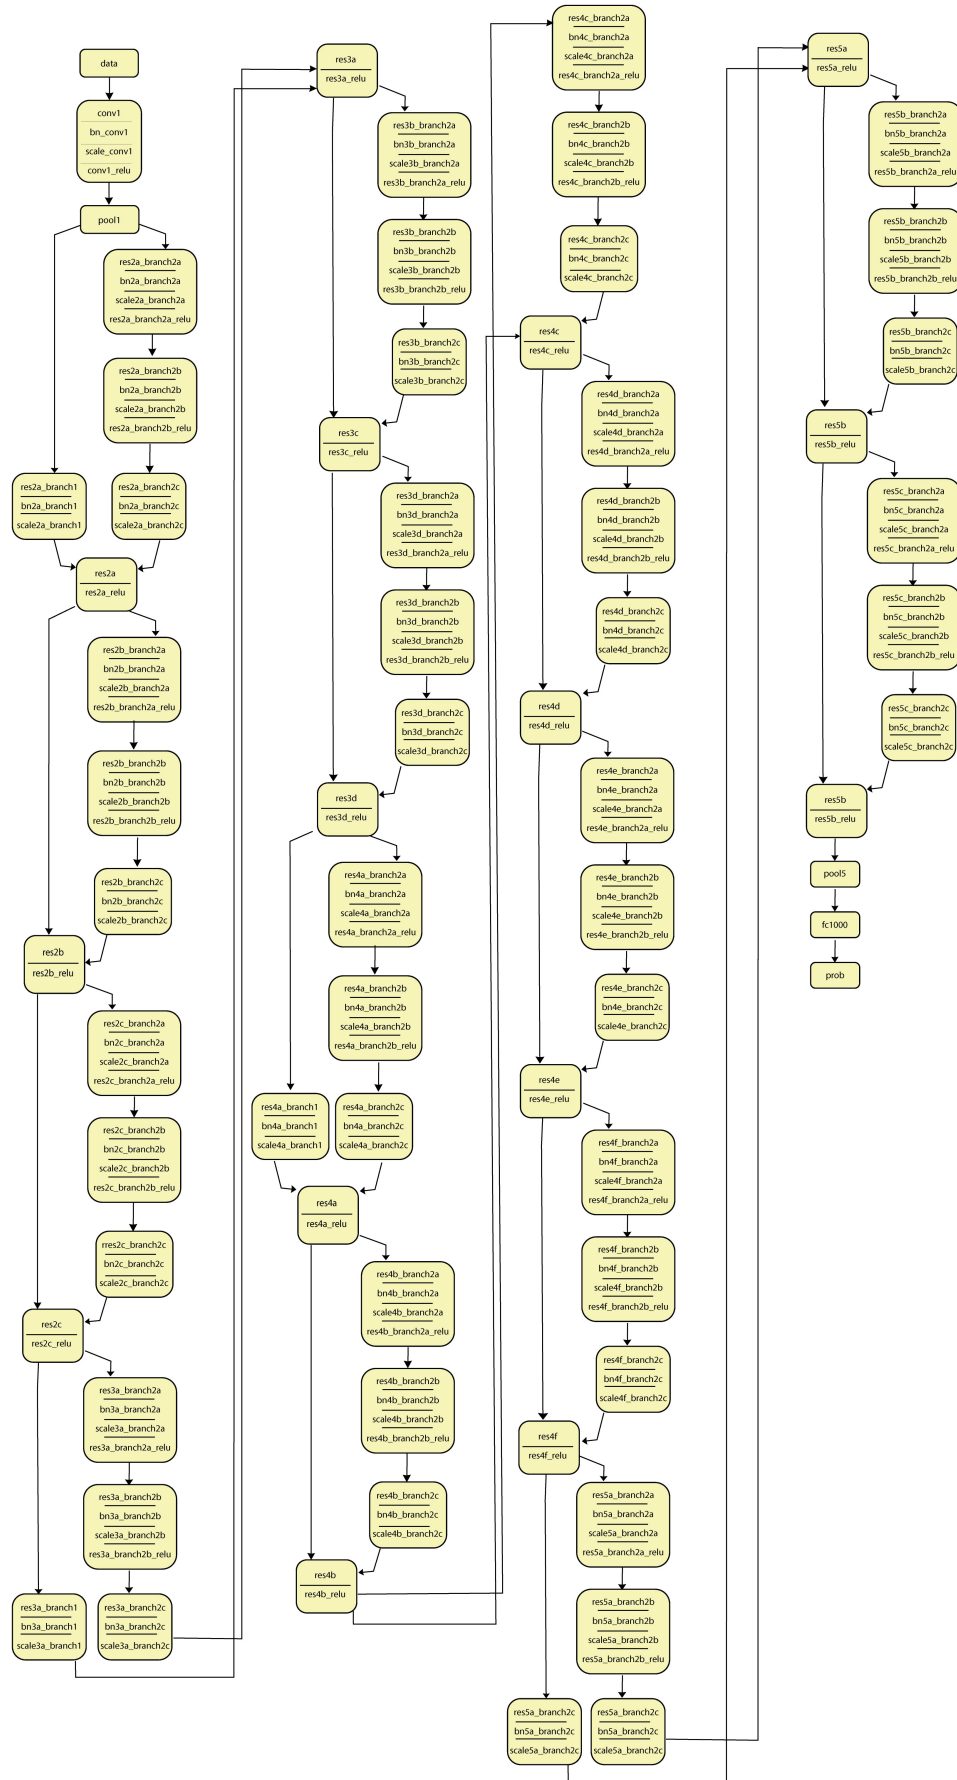 data
conv1
bn_conv1
scale_conv1
conv1_relu
pool1
res2a_branch2a
bn2a_branch2a
scale2a_branch2a
res2a_branch2a_relu
res2a_branch2b
bn2a_branch2b
scale2a_branch2b
res2a_branch2b_relu
res2a_branch1
bn2a_branch1
scale2a_branch1
res2a_branch2c
bn2a_branch2c
scale2a_branch2c
res2a
res2a_relu
res2b_branch2a
bn2b_branch2a
scale2b_branch2a
res2b_branch2a_relu
res2b_branch2b
bn2b_branch2b
scale2b_branch2b
res2b_branch2b_relu
res2b_branch2c
bn2b_branch2c
scale2b_branch2c
res2b
res2b_relu
res2c_branch2a
bn2c_branch2a
scale2c_branch2a
res2c_branch2a_relu
res2c_branch2b
bn2c_branch2b
scale2c_branch2b
res2c_branch2b_relu
rres2c_branch2c
bn2c_branch2c
scale2c_branch2c
res2c
res2c_relu
res3a_branch2a
bn3a_branch2a
scale3a_branch2a
res3a_branch2a_relu
res3a_branch2b
bn3a_branch2b
scale3a_branch2b
res3a_branch2b_relu
res3a_branch1
bn3a_branch1
scale3a_branch1
res3a_branch2c
bn3a_branch2c
scale3a_branch2c
res3a
res3a_relu
res3b_branch2a
bn3b_branch2a
scale3b_branch2a
res3b_branch2a_relu
res3b_branch2b
bn3b_branch2b
scale3b_branch2b
res3b_branch2b_relu
res3b_branch2c
bn3b_branch2c
scale3b_branch2c
res3c
res3c_relu
res3d_branch2a
bn3d_branch2a
scale3d_branch2a
res3d_branch2a_relu
res3d_branch2b
bn3d_branch2b
scale3d_branch2b
res3d_branch2b_relu
res3d_branch2c
bn3d_branch2c
scale3d_branch2c
res3d
res3d_relu
res4a_branch2a
bn4a_branch2a
scale4a_branch2a
res4a_branch2a_relu
res4a_branch2b
bn4a_branch2b
scale4a_branch2b
res4a_branch2b_relu
res4a_branch1
bn4a_branch1
scale4a_branch1
res4a_branch2c
bn4a_branch2c
scale4a_branch2c
res4a
res4a_relu
res4b_branch2a
bn4b_branch2a
scale4b_branch2a
res4b_branch2a_relu
res4b_branch2b
bn4b_branch2b
scale4b_branch2b
res4b_branch2b_relu
res4b_branch2c
bn4b_branch2c
scale4b_branch2c
res4b
res4b_relu
res4c_branch2a
bn4c_branch2a
scale4c_branch2a
res4c_branch2a_relu
res4c_branch2b
bn4c_branch2b
scale4c_branch2b
res4c_branch2b_relu
res4c_branch2c
bn4c_branch2c
scale4c_branch2c
res4c
res4c_relu
res4d_branch2a
bn4d_branch2a
scale4d_branch2a
res4d_branch2a_relu
res4d_branch2b
bn4d_branch2b
scale4d_branch2b
res4d_branch2b_relu
res4d_branch2c
bn4d_branch2c
scale4d_branch2c
res4d
res4d_relu
res4e_branch2a
bn4e_branch2a
scale4e_branch2a
res4e_branch2a_relu
res4e_branch2b
bn4e_branch2b
scale4e_branch2b
res4e_branch2b_relu
res4e_branch2c
bn4e_branch2c
scale4e_branch2c
res4e
res4e_relu
res4f_branch2a
bn4f_branch2a
scale4f_branch2a
res4f_branch2a_relu
res4f_branch2b
bn4f_branch2b
scale4f_branch2b
res4f_branch2b_relu
res4f_branch2c
bn4f_branch2c
scale4f_branch2c
res4f
res4f_relu
res5a_branch2a
bn5a_branch2a
scale5a_branch2a
res5a_branch2a_relu
res5a_branch2b
bn5a_branch2b
scale5a_branch2b
res5a_branch2b_relu
res5a_branch2c
bn5a_branch2c
scale5a_branch2c
res5a_branch2c
bn5a_branch2c
scale5a_branch2c
res5a
res5a_relu
res5b_branch2a
bn5b_branch2a
scale5b_branch2a
res5b_branch2a_relu
res5b_branch2b
bn5b_branch2b
scale5b_branch2b
res5b_branch2b_relu
res5b_branch2c
bn5b_branch2c
scale5b_branch2c
res5b
res5b_relu
res5c_branch2a
bn5c_branch2a
scale5c_branch2a
res5c_branch2a_relu
res5c_branch2b
bn5c_branch2b
scale5c_branch2b
res5c_branch2b_relu
res5c_branch2c
bn5c_branch2c
scale5c_branch2c
res5b
res5b_relu
pool5
fc1000
prob